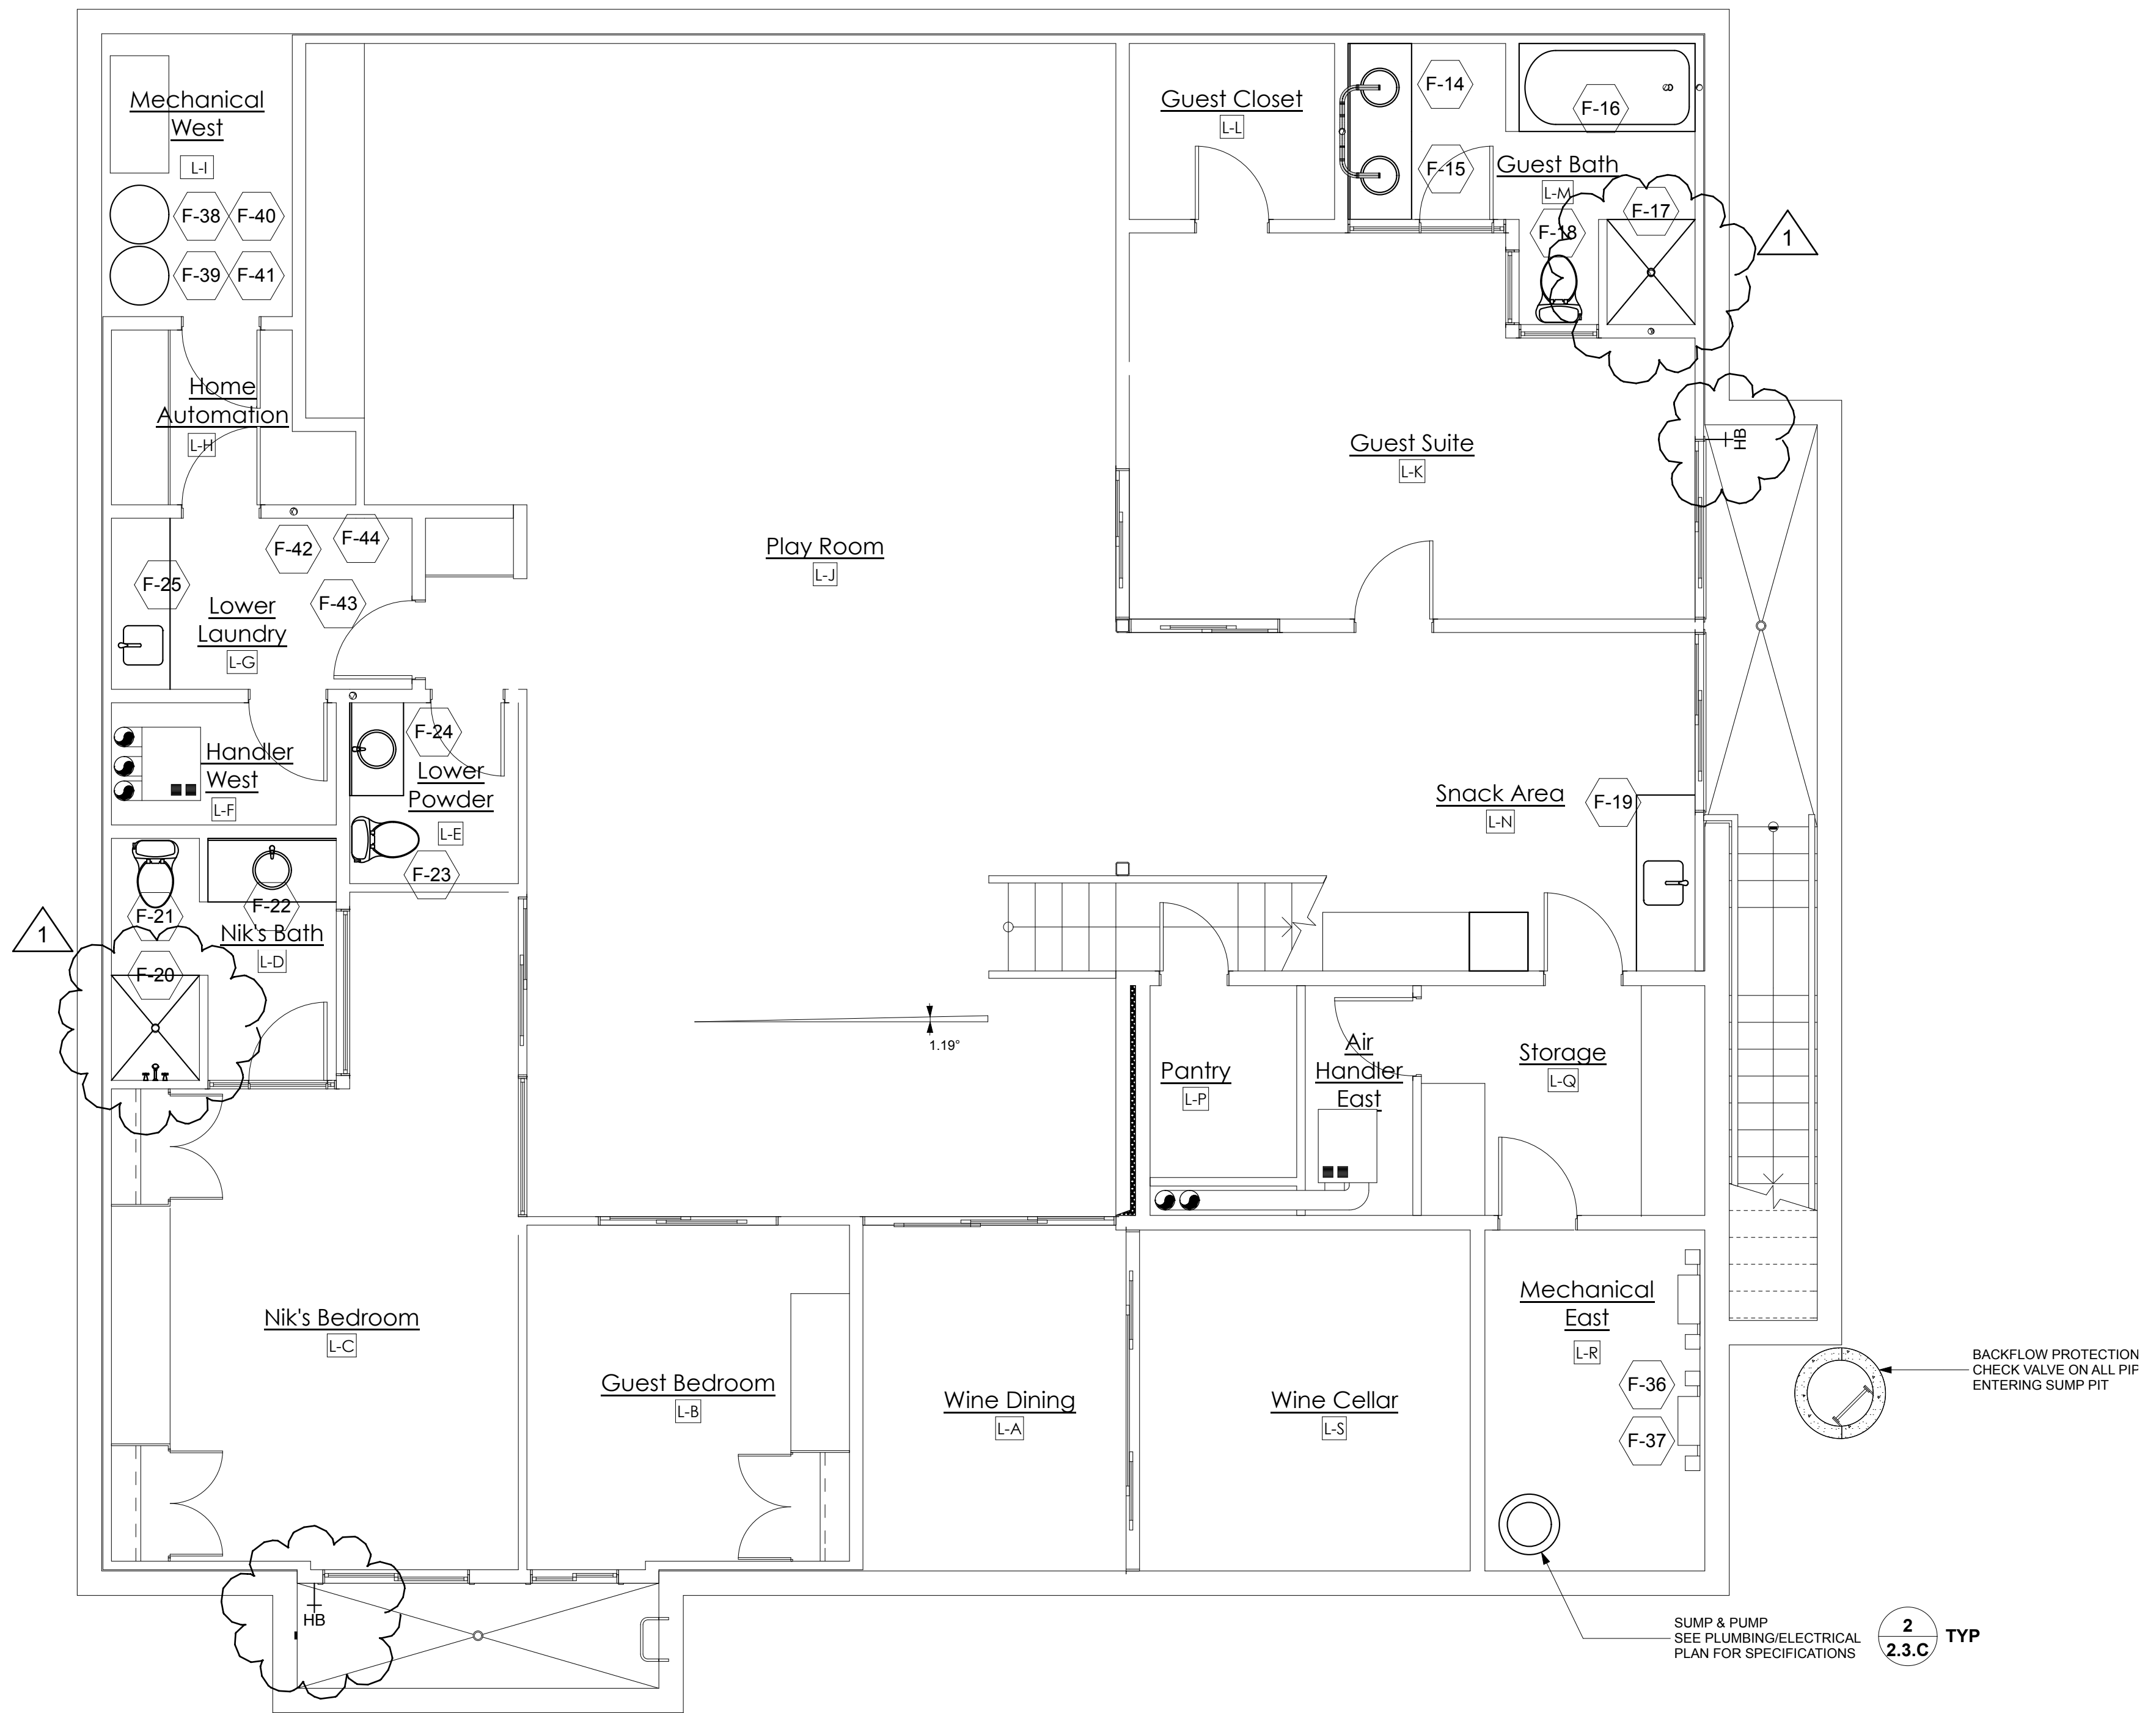 Mechanical
West
L-I
F-38
F-40
F-39
F-41
Guest Closet
L-L
F-14
F-15
F-16
Guest Bath
L-M
F-17
F-18
1
Home
Automation
L-H
Guest Suite
L-K
HB
Play Room
L-J
F-42
F-44
F-25
F-43
Lower
Laundry
L-G
F-24
Handler
West
L-F
Lower
Powder
L-E
F-23
Snack Area
L-N
F-19
F-21
F-22
Nik's Bath
L-D
F-20
1
1.19°
Pantry
L-P
Air
Handler
East
Storage
L-Q
Nik's Bedroom
L-C
Guest Bedroom
L-B
Wine Dining
L-A
Wine Cellar
L-S
Mechanical
East
L-R
F-36
F-37
BACKFLOW PROTECTION
CHECK VALVE ON ALL PIP
ENTERING SUMP PIT
HB
SUMP & PUMP
SEE PLUMBING/ELECTRICAL
PLAN FOR SPECIFICATIONS
2
2.3.C
TYP